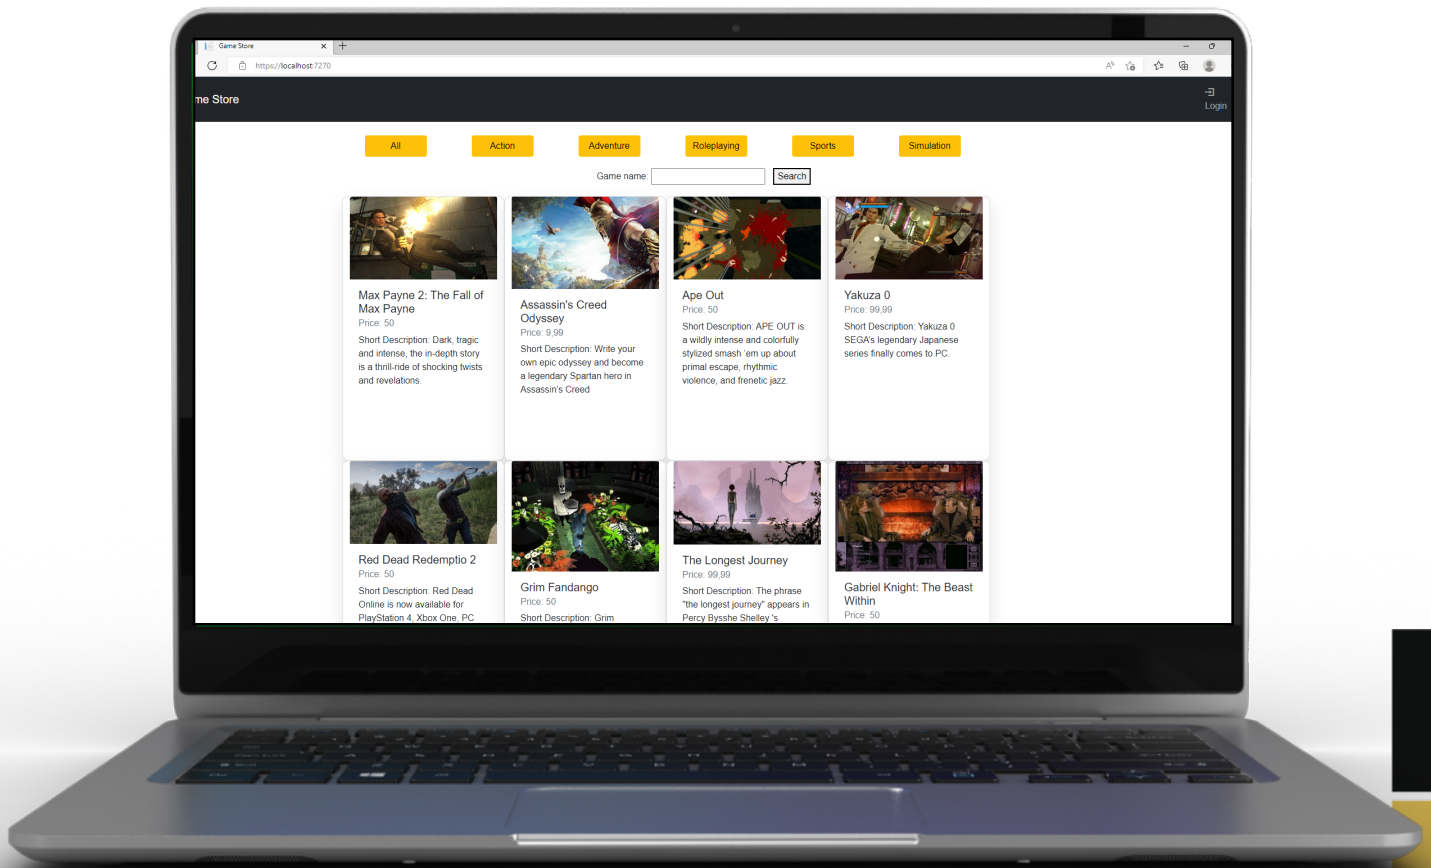 Game Store
https://localhost:7270
me Store
Login
All
Action
Adventure
Roleplaying
Sports
Simulation
Game name:
Search
Max Payne 2: The Fall of
Max Payne
Price: 50
Short Description: Dark, tragic
and intense, the in-depth story
is a thrill-ride of shocking twists
and revelations.
Assassin's Creed
Odyssey
Price: 9,99
Short Description: Write your
own epic odyssey and become
a legendary Spartan hero in
Assassin's Creed
Ape Out
Price: 50
Short Description: APE OUT is
a wildly intense and colorfully
stylized smash 'em up about
primal escape, rhythmic
violence, and frenetic jazz.
Yakuza 0
Price: 99,99
Short Description: Yakuza 0
SEGA's legendary Japanese
series finally comes to PC.
Red Dead Redemptio 2
Price: 50
Short Description: Red Dead
Online is now available for
PlayStation 4, Xbox One, PC
Grim Fandango
Price: 50
Short Description: Grim
The Longest Journey
Price: 99,99
Short Description: The phrase
"the longest journey" appears in
Percy Bysshe Shelley 's
Gabriel Knight: The Beast
Within
Price: 50